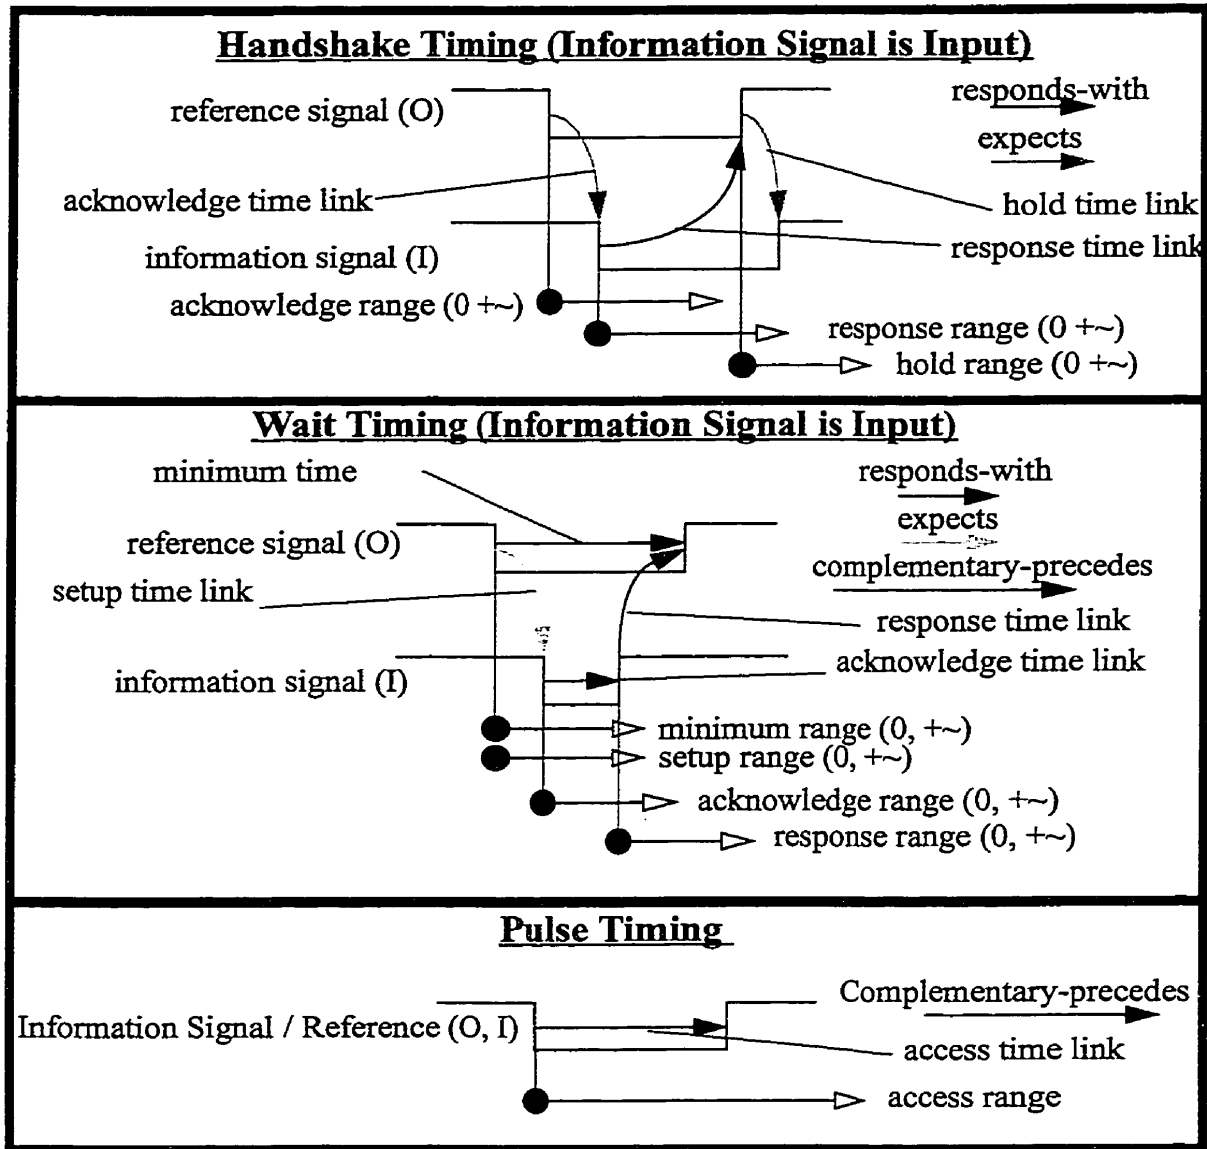 Handshake Timing (Information Signal is Input)
reference signal (O)
responds-with
expects
acknowledge time link
hold time link
information signal (I)
response time link
acknowledge range (0 +~)
response range (0 +~)
hold range (0 +~)
Wait Timing (Information Signal is Input)
minimum time
responds-with
reference signal (O)
expects
setup time link
complementary-precedes
response time link
information signal (I)
acknowledge time link
minimum range (0, +~)
setup range (0, +~)
acknowledge range (0, +~)
response range (0, +~)
Pulse Timing
Complementary-precedes
Information Signal / Reference (O, I)
access time link
access range